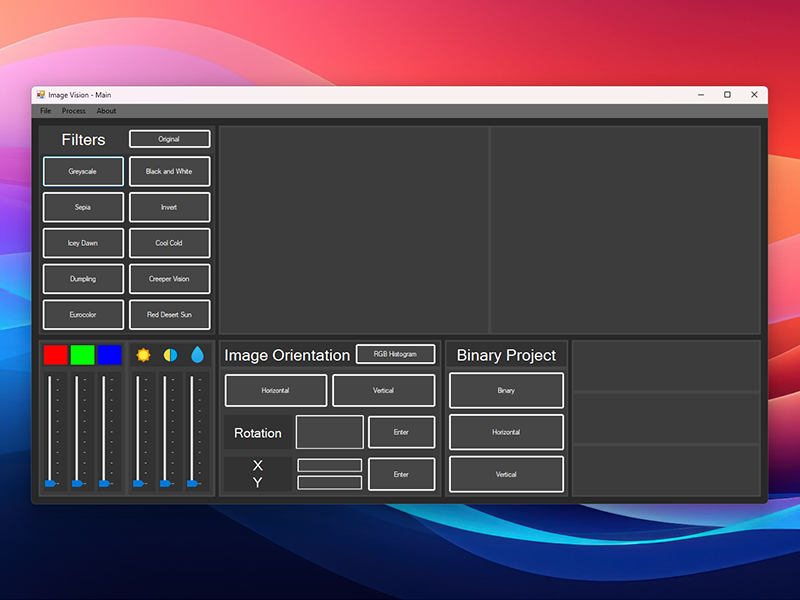 Image Vision - Main
File Process About
Filters
Original
Greyscale
Black and White
Sepia
Invert
Icey Dawn
Cool Cold
Dumpling
Creeper Vision
Eurocolor
Red Desert Sun
Image Orientation
RGB Histogram
Horizontal
Vertical
Rotation
Enter
X
Y
Enter
Binary Project
Binary
Horizontal
Vertical